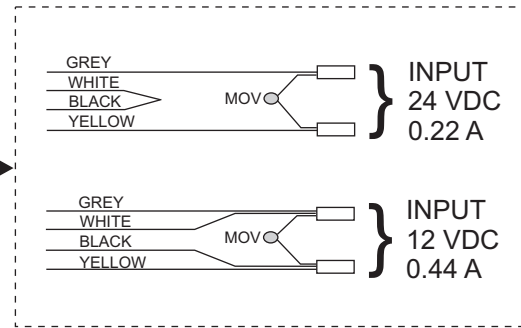 GREY
WHITE
BLACK
YELLOW
MOV
INPUT
24 VDC
0.22 A
GREY
WHITE
BLACK
YELLOW
MOV
INPUT
12 VDC
0.44 A